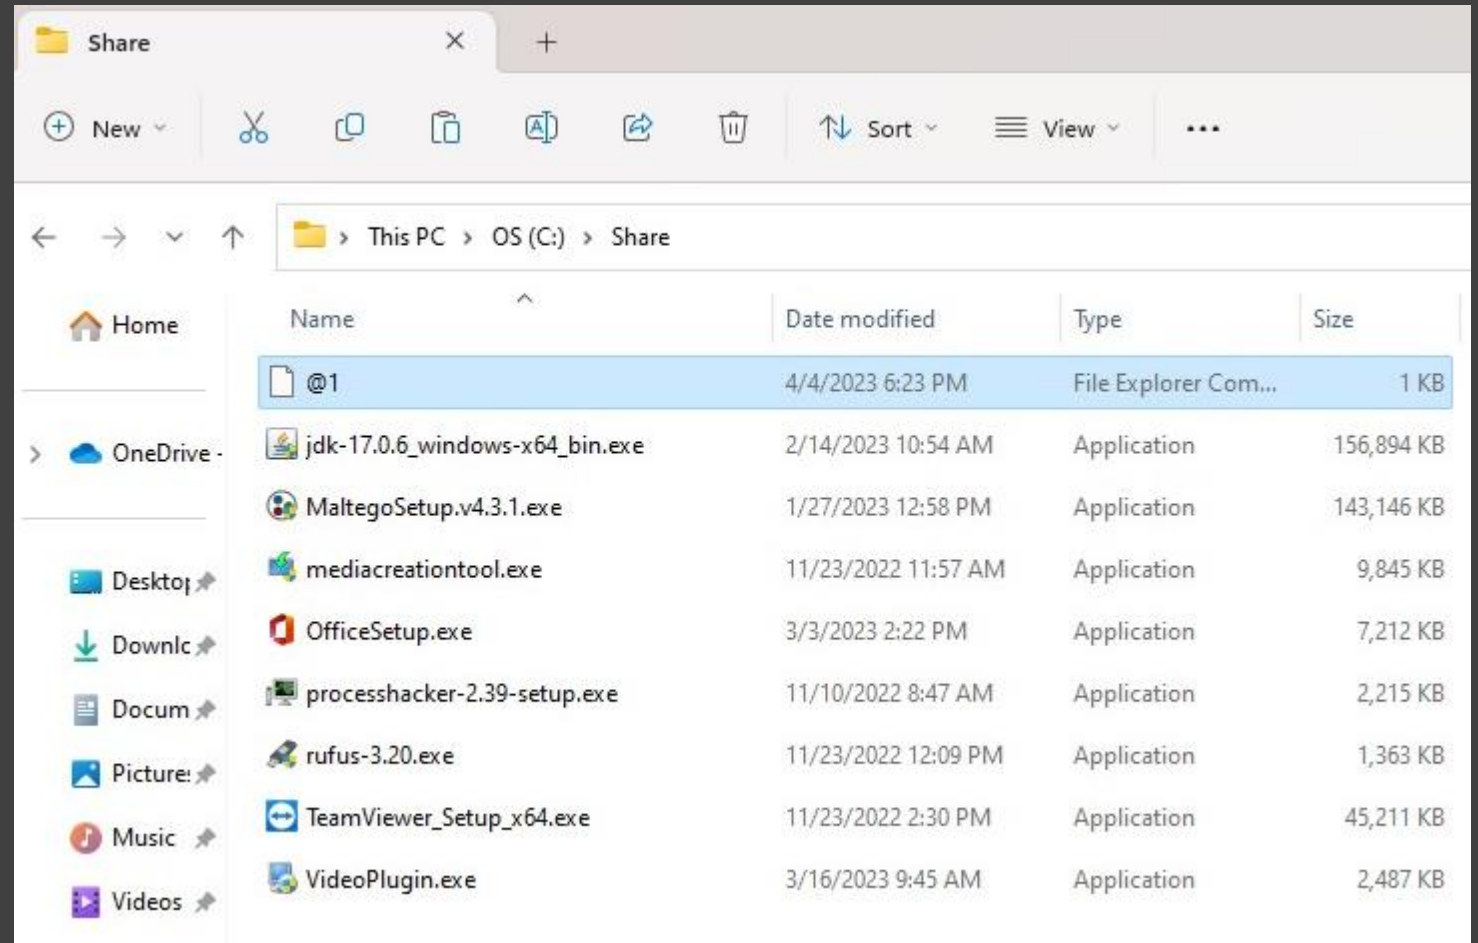 Share
New Sort View
This PC > OS (C:) > Share
Home
Name Date modified Type Size
@1 4/4/2023 6:23 PM File Explorer Com... 1 KB
jdk-17.0.6_windows-x64_bin.exe 2/14/2023 10:54 AM Application 156,894 KB
OneDrive -
MaltegoSetup.v4.3.1.exe 1/27/2023 12:58 PM Application 143,146 KB
mediacreationtool.exe 11/23/2022 11:57 AM Application 9,845 KB
Desktop
OfficeSetup.exe 3/3/2023 2:22 PM Application 7,212 KB
Downlc
processhacker-2.39-setup.exe 11/10/2022 8:47 AM Application 2,215 KB
Docum
rufus-3.20.exe 11/23/2022 12:09 PM Application 1,363 KB
Pictures
TeamViewer_Setup_x64.exe 11/23/2022 2:30 PM Application 45,211 KB
Music
VideoPlugin.exe 3/16/2023 9:45 AM Application 2,487 KB
Videos